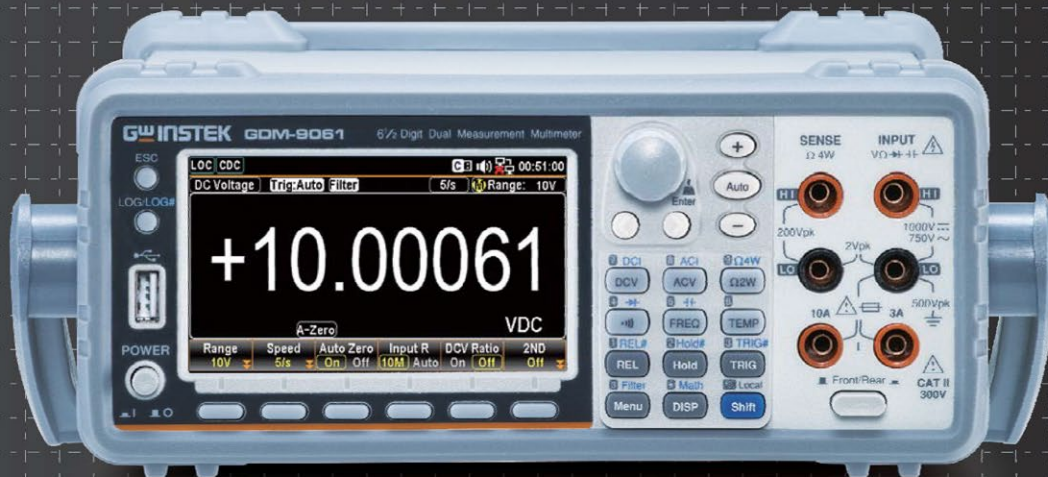 GWINSTEK GDM-9061 6½ Digit Dual Measurement Multimeter
ESC
LOG/LOG#
POWER
I O
LOC CDC 00:51:00
DC Voltage Trig:Auto Filter 5/s M Range: 10V
+10.00061
A-Zero VDC
Range Speed Auto Zero Input R DCV Ratio 2ND
10V 5/s On Off 10M Auto On Off Off
Enter
+
Auto
−
DCI ACI Ω4W
DCV ACV Ω2W
FREQ TEMP
REL# Hold# TRIG#
REL Hold TRIG
Filter Math Local
Menu DISP Shift
SENSE INPUT
Ω 4W VΩ
HI HI
200Vpk 1000V
750V
2Vpk
LO LO
500Vpk
10A 3A
Front/Rear
CAT II
300V